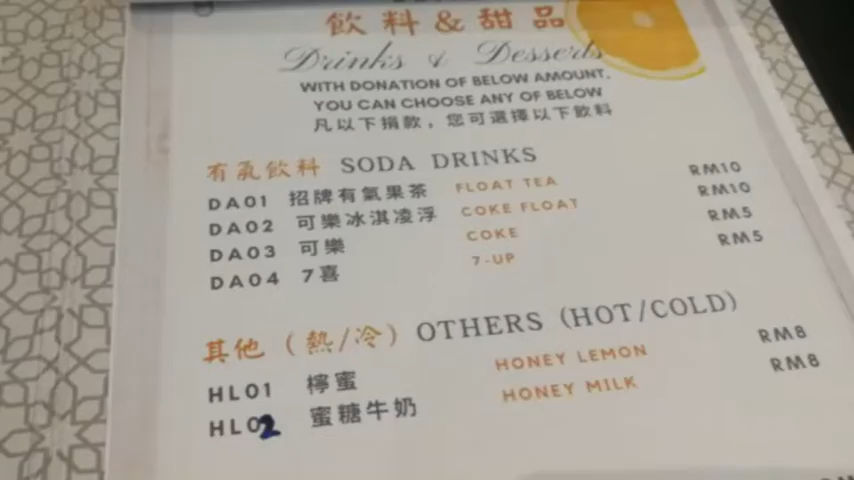 飲料&甜品
Drinks & Desserts
WITH DONATION OF BELOW AMOUNT,
YOU CAN CHOOSE ANY OF BELOW
凡以下捐款，您可選擇以下飲料
有氣飲料 SODA DRINKS
DA01 招牌有氣果茶 FLOAT TEA RM10
DA02 可樂冰淇凌浮 COKE FLOAT RM10
DA03 可樂 COKE RM5
DA04 7喜 7-UP RM5
其他（熱/冷）OTHERS (HOT/COLD)
HL01 檸蜜 HONEY LEMON RM8
HL02 蜜糖牛奶 HONEY MILK RM8